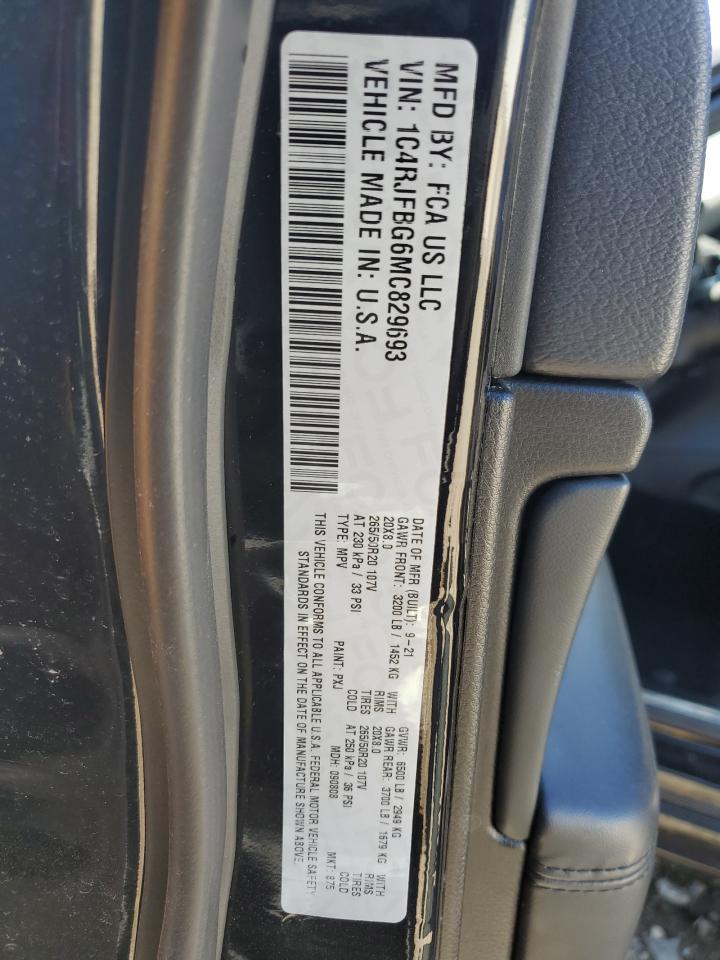 MFD BY: FCA US LLC
VIN: 1C4RJFBG6MC829693
VEHICLE MADE IN: U.S.A.
DATE OF MFR (BUILT): 9-21 GVWR: 6500 LB / 2949 KG
GAWR FRONT: 3200 LB / 1452 KG WITH GAWR REAR: 3700 LB / 1679 KG WITH
20X8.0 RIMS 20X8.0 RIMS
265/50R20 107V TIRES 265/50R20 107V TIRES
AT 230 kPa / 33 PSI COLD AT 250 kPa / 36 PSI COLD
TYPE: MPV PAINT: PXJ MDH: 090808 MKT: 875
THIS VEHICLE CONFORMS TO ALL APPLICABLE U.S.A. FEDERAL MOTOR VEHICLE SAFETY
STANDARDS IN EFFECT ON THE DATE OF MANUFACTURE SHOWN ABOVE.